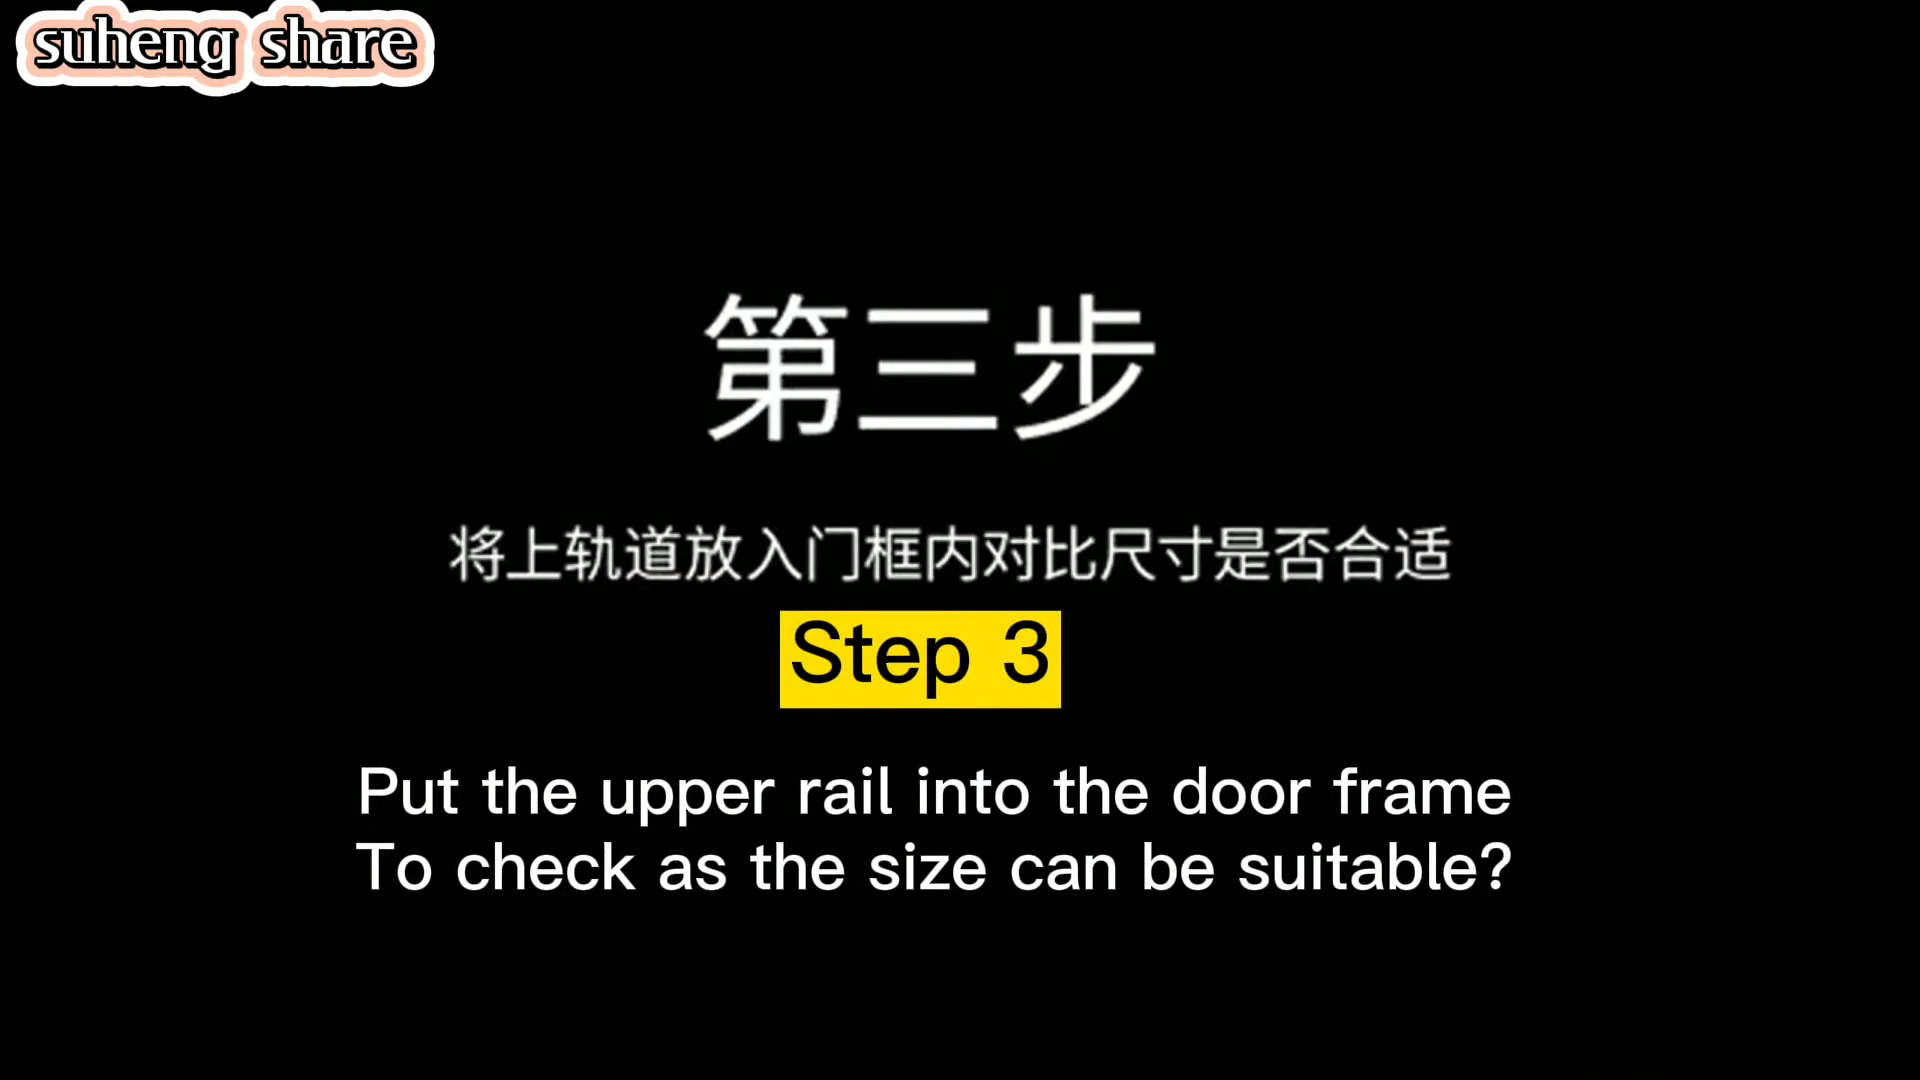 suheng share
第三步
将上轨道放入门框内对比尺寸是否合适
Step 3
Put the upper rail into the door frame
To check as the size can be suitable?